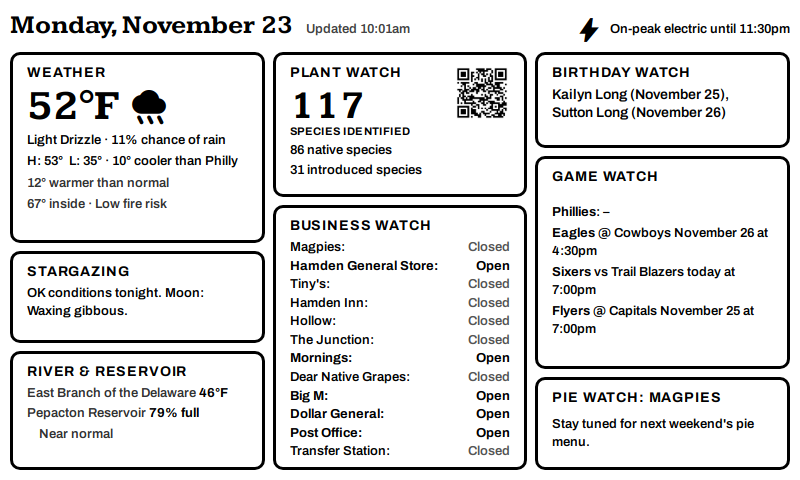 Monday, November 23 Updated 10:01am
On-peak electric until 11:30pm
WEATHER
52°F
Light Drizzle · 11% chance of rain
H: 53° L: 35° · 10° cooler than Philly
12° warmer than normal
67° inside · Low fire risk
STARGAZING
OK conditions tonight. Moon:
Waxing gibbous.
RIVER & RESERVOIR
East Branch of the Delaware 46°F
Pepacton Reservoir 79% full
Near normal
PLANT WATCH
117
SPECIES IDENTIFIED
86 native species
31 introduced species
BUSINESS WATCH
Magpies: Closed
Hamden General Store: Open
Tiny's: Closed
Hamden Inn: Closed
Hollow: Closed
The Junction: Closed
Mornings: Open
Dear Native Grapes: Closed
Big M: Open
Dollar General: Open
Post Office: Open
Transfer Station: Closed
BIRTHDAY WATCH
Kailyn Long (November 25),
Sutton Long (November 26)
GAME WATCH
Phillies: –
Eagles @ Cowboys November 26 at
4:30pm
Sixers vs Trail Blazers today at
7:00pm
Flyers @ Capitals November 25 at
7:00pm
PIE WATCH: MAGPIES
Stay tuned for next weekend's pie
menu.